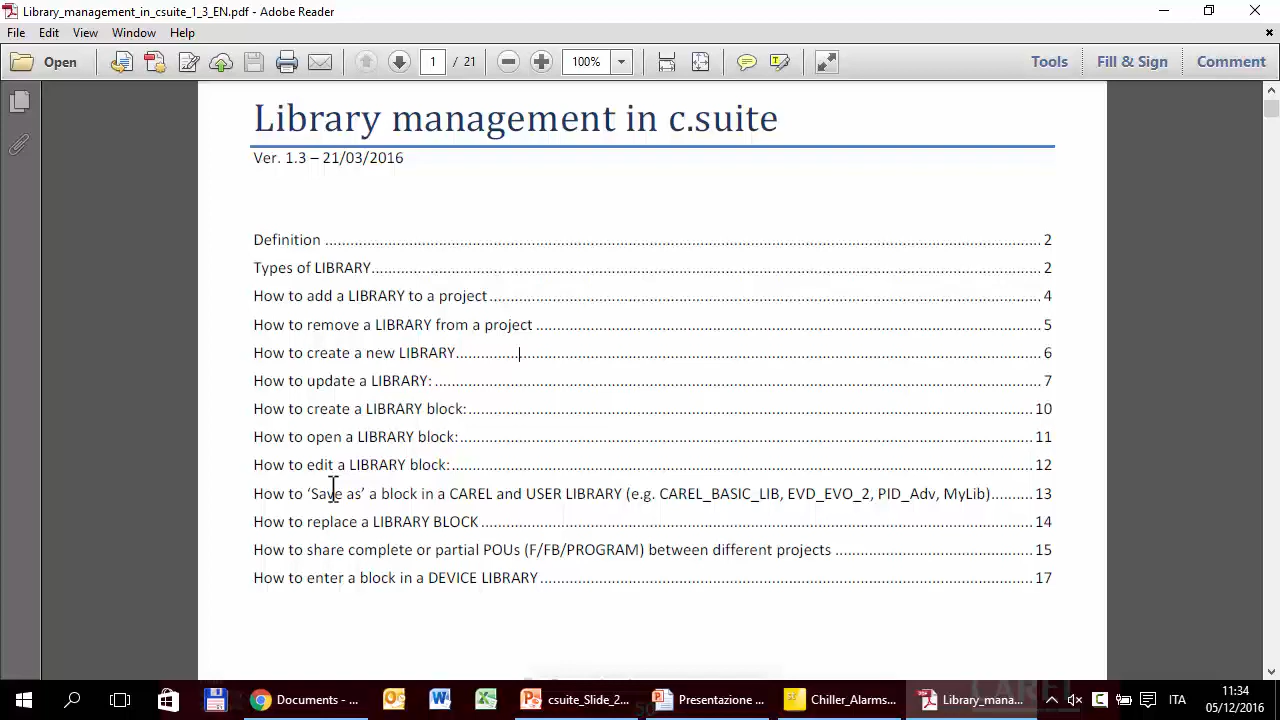 Library_management_in_csuite_1_3_EN.pdf - Adobe Reader
File Edit View Window Help
Open 1 / 21 100% Tools Fill & Sign Comment
Library management in c.suite
Ver. 1.3 – 21/03/2016
Definition ........................................ 2
Types of LIBRARY........................................ 2
How to add a LIBRARY to a project........................................ 4
How to remove a LIBRARY from a project ........................................ 5
How to create a new LIBRARY........................................ 6
How to update a LIBRARY: ........................................ 7
How to create a LIBRARY block:........................................ 10
How to open a LIBRARY block:........................................ 11
How to edit a LIBRARY block:........................................ 12
How to ‘Save as’ a block in a CAREL and USER LIBRARY (e.g. CAREL_BASIC_LIB, EVD_EVO_2, PID_Adv, MyLib).......... 13
How to replace a LIBRARY BLOCK ........................................ 14
How to share complete or partial POUs (F/FB/PROGRAM) between different projects ........................................ 15
How to enter a block in a DEVICE LIBRARY........................................ 17
Documents - ... csuite_Slide_2... Presentazione ... Chiller_Alarms... Library_mana... ITA 11:34
05/12/2016